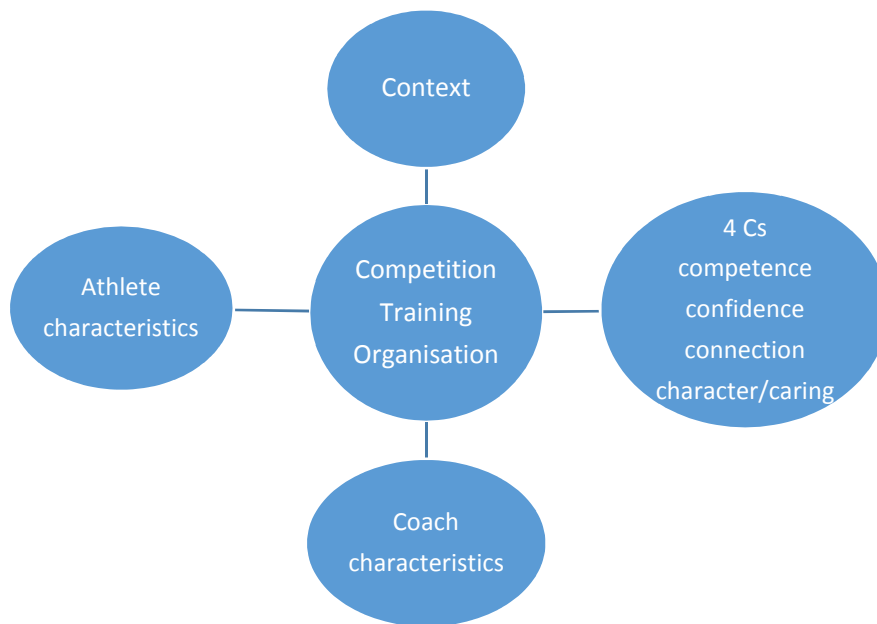 Context
Athlete
characteristics
Competition
Training
Organisation
4 Cs
competence
confidence
connection
character/caring
Coach
characteristics